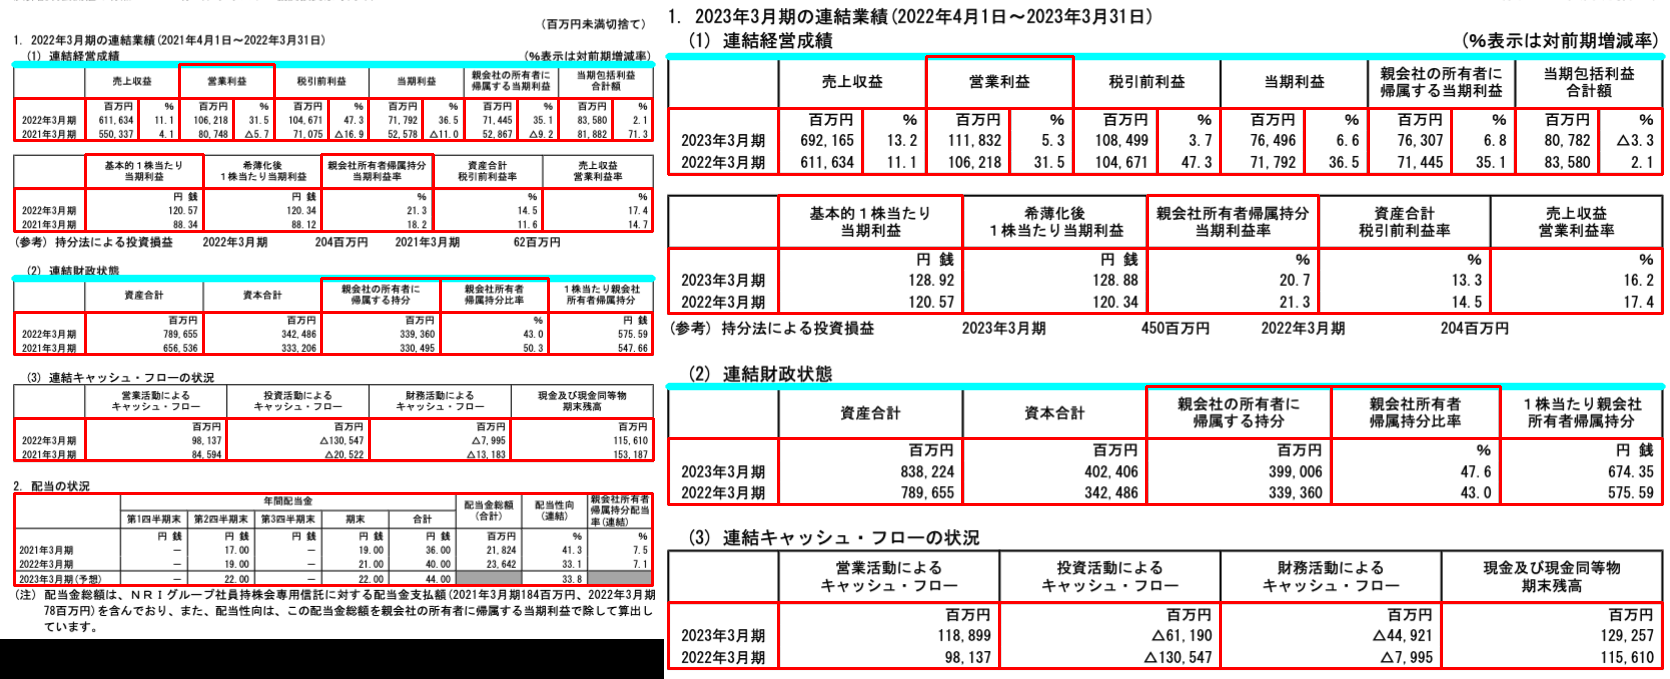 (百万円未満切捨て)
1. 2022年3月期の連結業績(2021年4月1日～2022年3月31日)
(1) 連結経営成績 (％表示は対前期増減率)
売上収益 営業利益 税引前利益 当期利益 親会社の所有者に帰属する当期利益 当期包括利益合計額
百万円 ％ 百万円 ％ 百万円 ％ 百万円 ％ 百万円 ％ 百万円 ％
2022年3月期 611,634 11.1 106,218 31.5 104,671 47.3 71,792 36.5 71,445 35.1 83,580 2.1
2021年3月期 550,337 4.1 80,748 △5.7 71,075 △16.9 52,578 △11.0 52,867 △9.2 81,882 71.3
基本的１株当たり当期利益 希薄化後１株当たり当期利益 親会社所有者帰属持分当期利益率 資産合計税引前利益率 売上収益営業利益率
円 銭 円 銭 ％ ％ ％
2022年3月期 120.57 120.34 21.3 14.5 17.4
2021年3月期 88.34 88.12 18.2 11.6 14.7
(参考) 持分法による投資損益 2022年3月期 204百万円 2021年3月期 62百万円
(2) 連結財政状態
資産合計 資本合計 親会社の所有者に帰属する持分 親会社所有者帰属持分比率 １株当たり親会社所有者帰属持分
百万円 百万円 百万円 ％ 円 銭
2022年3月期 789,655 342,486 339,360 43.0 575.59
2021年3月期 656,536 333,206 330,495 50.3 547.66
(3) 連結キャッシュ・フローの状況
営業活動によるキャッシュ・フロー 投資活動によるキャッシュ・フロー 財務活動によるキャッシュ・フロー 現金及び現金同等物期末残高
百万円 百万円 百万円 百万円
2022年3月期 98,137 △130,547 △7,995 115,610
2021年3月期 84,594 △20,522 △13,183 153,187
2. 配当の状況
年間配当金 配当金総額(合計) 配当性向(連結) 親会社所有者帰属持分配当率(連結)
第1四半期末 第2四半期末 第3四半期末 期末 合計
円 銭 円 銭 円 銭 円 銭 円 銭 百万円 ％ ％
2021年3月期 － 17.00 － 19.00 36.00 21,824 41.3 7.5
2022年3月期 － 19.00 － 21.00 40.00 23,642 33.1 7.1
2023年3月期(予想) － 22.00 － 22.00 44.00 33.8
(注) 配当金総額は、ＮＲＩグループ社員持株会専用信託に対する配当金支払額(2021年3月期184百万円、2022年3月期
78百万円)を含んでおり、また、配当性向は、この配当金総額を親会社の所有者に帰属する当期利益で除して算出し
ています。
1. 2023年3月期の連結業績(2022年4月1日～2023年3月31日)
(1) 連結経営成績 (％表示は対前期増減率)
売上収益 営業利益 税引前利益 当期利益 親会社の所有者に帰属する当期利益 当期包括利益合計額
百万円 ％ 百万円 ％ 百万円 ％ 百万円 ％ 百万円 ％ 百万円 ％
2023年3月期 692,165 13.2 111,832 5.3 108,499 3.7 76,496 6.6 76,307 6.8 80,782 △3.3
2022年3月期 611,634 11.1 106,218 31.5 104,671 47.3 71,792 36.5 71,445 35.1 83,580 2.1
基本的１株当たり当期利益 希薄化後１株当たり当期利益 親会社所有者帰属持分当期利益率 資産合計税引前利益率 売上収益営業利益率
円 銭 円 銭 ％ ％ ％
2023年3月期 128.92 128.88 20.7 13.3 16.2
2022年3月期 120.57 120.34 21.3 14.5 17.4
(参考) 持分法による投資損益 2023年3月期 450百万円 2022年3月期 204百万円
(2) 連結財政状態
資産合計 資本合計 親会社の所有者に帰属する持分 親会社所有者帰属持分比率 １株当たり親会社所有者帰属持分
百万円 百万円 百万円 ％ 円 銭
2023年3月期 838,224 402,406 399,006 47.6 674.35
2022年3月期 789,655 342,486 339,360 43.0 575.59
(3) 連結キャッシュ・フローの状況
営業活動によるキャッシュ・フロー 投資活動によるキャッシュ・フロー 財務活動によるキャッシュ・フロー 現金及び現金同等物期末残高
百万円 百万円 百万円 百万円
2023年3月期 118,899 △61,190 △44,921 129,257
2022年3月期 98,137 △130,547 △7,995 115,610